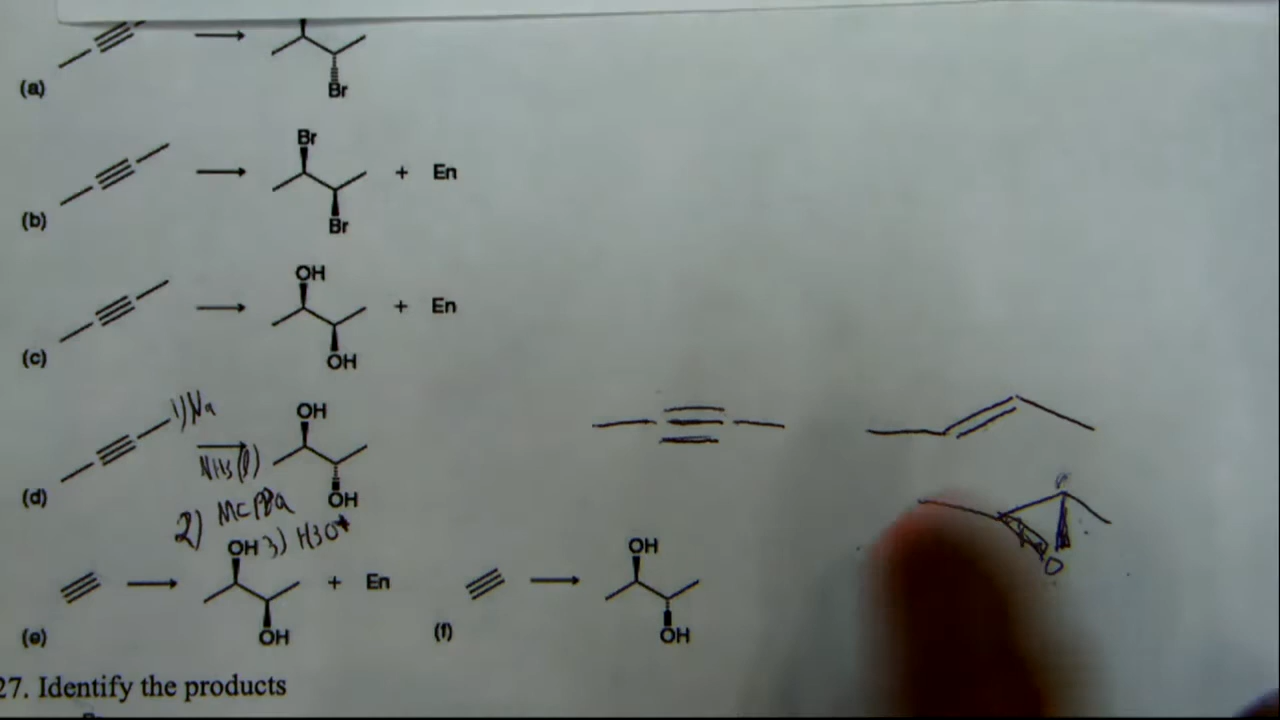 (a) Br
Br
(b) Br + En
OH
(c) OH + En
1) Na
OH
NH3(l)
(d) OH
2) McPBa
3) H3O+
OH
(e) OH + En
OH
(f) OH
O
27. Identify the products